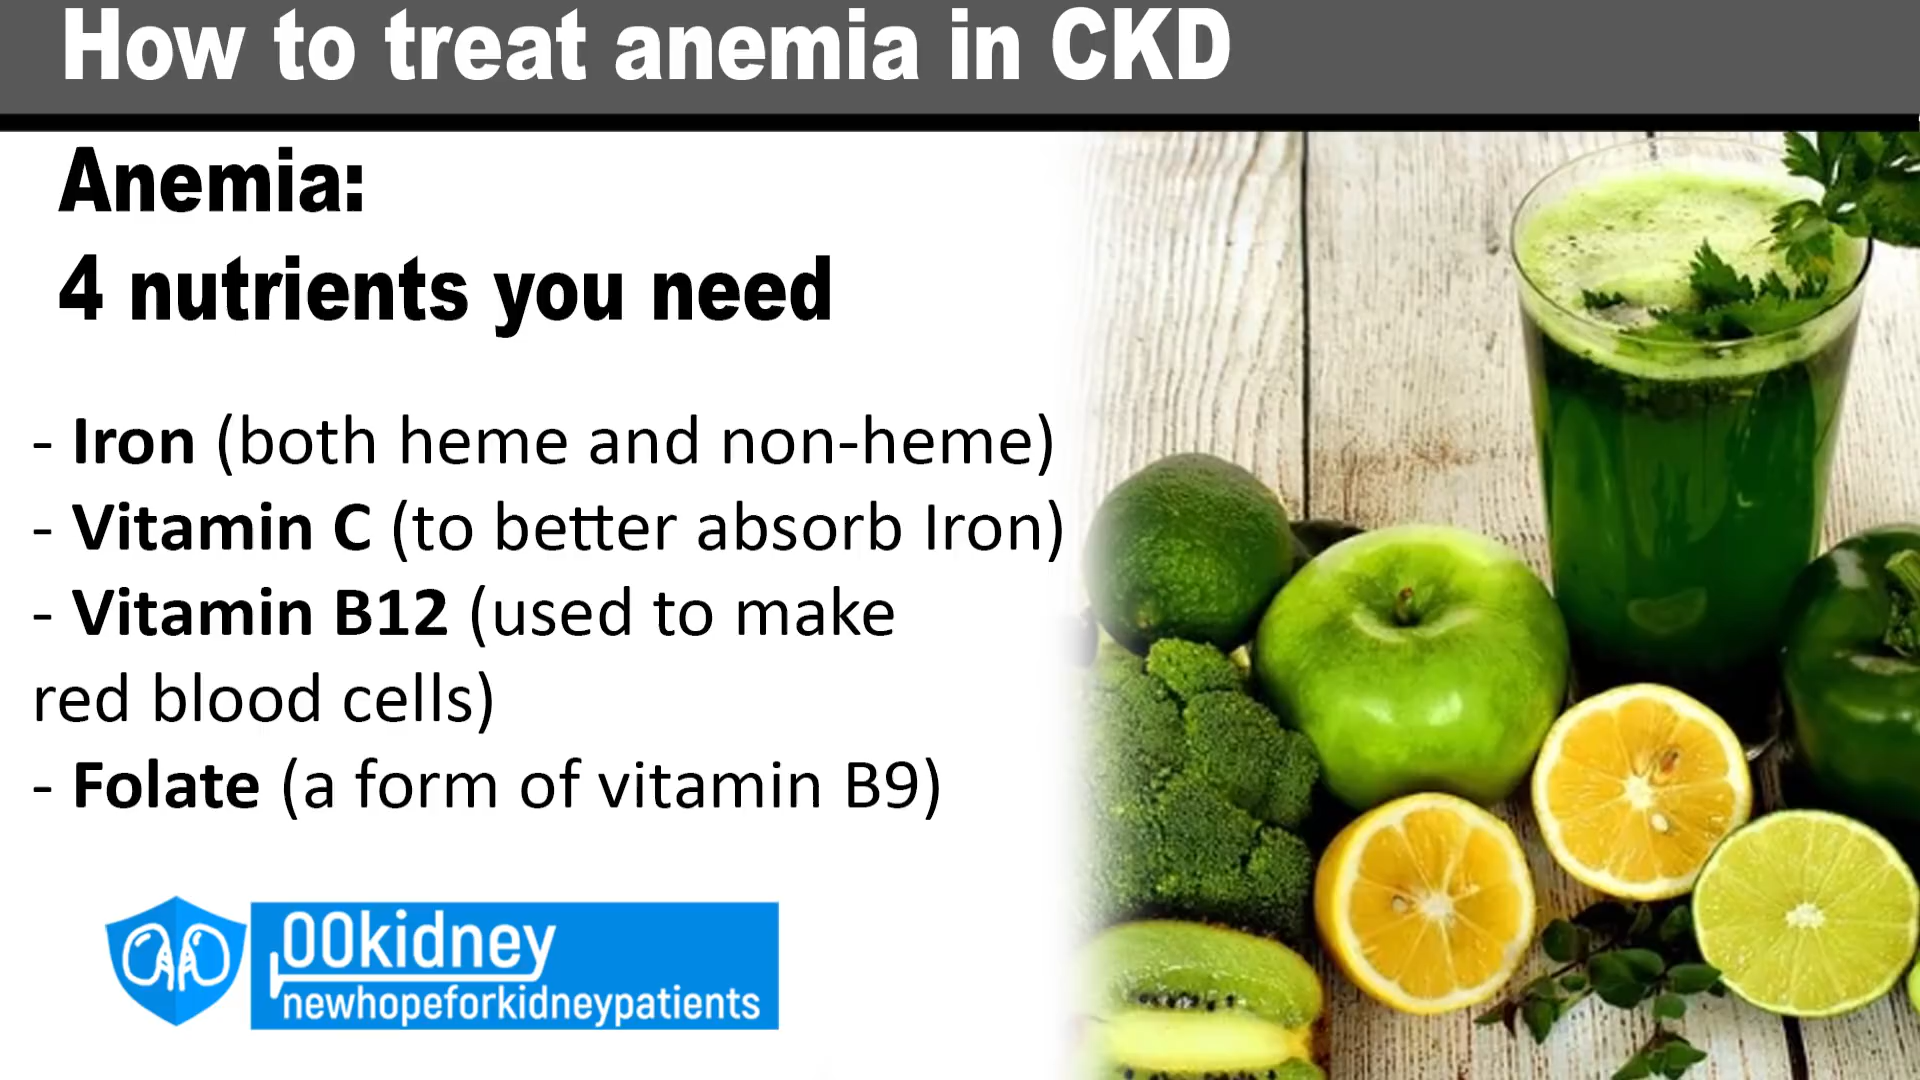 How to treat anemia in CKD
Anemia:
4 nutrients you need
- Iron (both heme and non-heme)
- Vitamin C (to better absorb Iron)
- Vitamin B12 (used to make
red blood cells)
- Folate (a form of vitamin B9)
00kidney
newhopeforkidneypatients